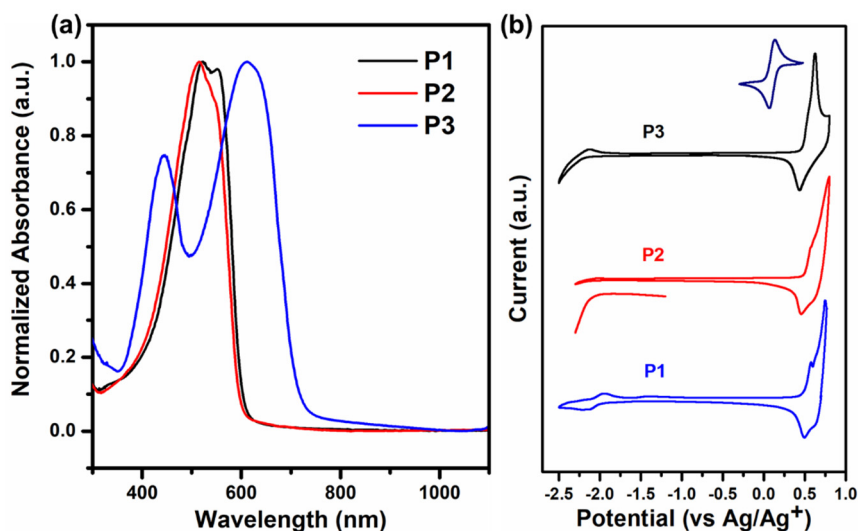 (a)
P1
P2
P3
1.0
0.8
0.6
0.4
0.2
0.0
Normalized Absorbance (a.u.)
400
600
800
1000
Wavelength (nm)
(b)
P3
P2
P1
Current (a.u.)
-2.5
-2.0
-1.5
-1.0
-0.5
0.0
0.5
1.0
Potential (vs Ag/Ag⁺)